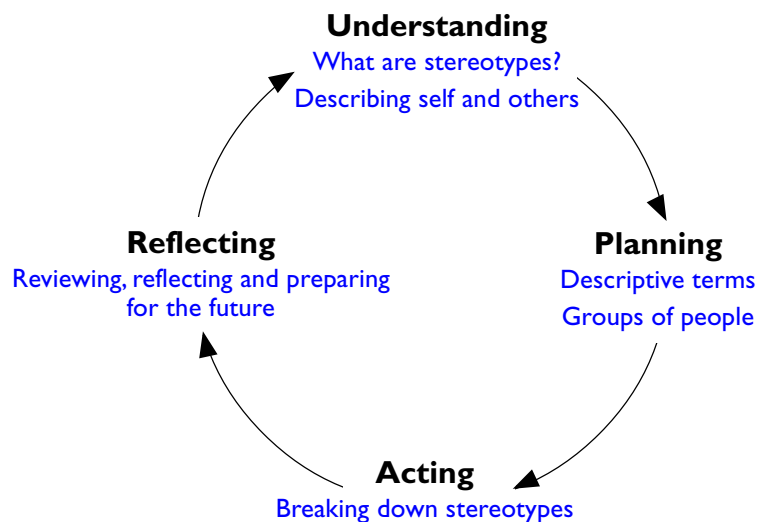 Understanding
What are stereotypes?
Describing self and others
Planning
Descriptive terms
Groups of people
Acting
Breaking down stereotypes
Reflecting
Reviewing, reflecting and preparing
for the future